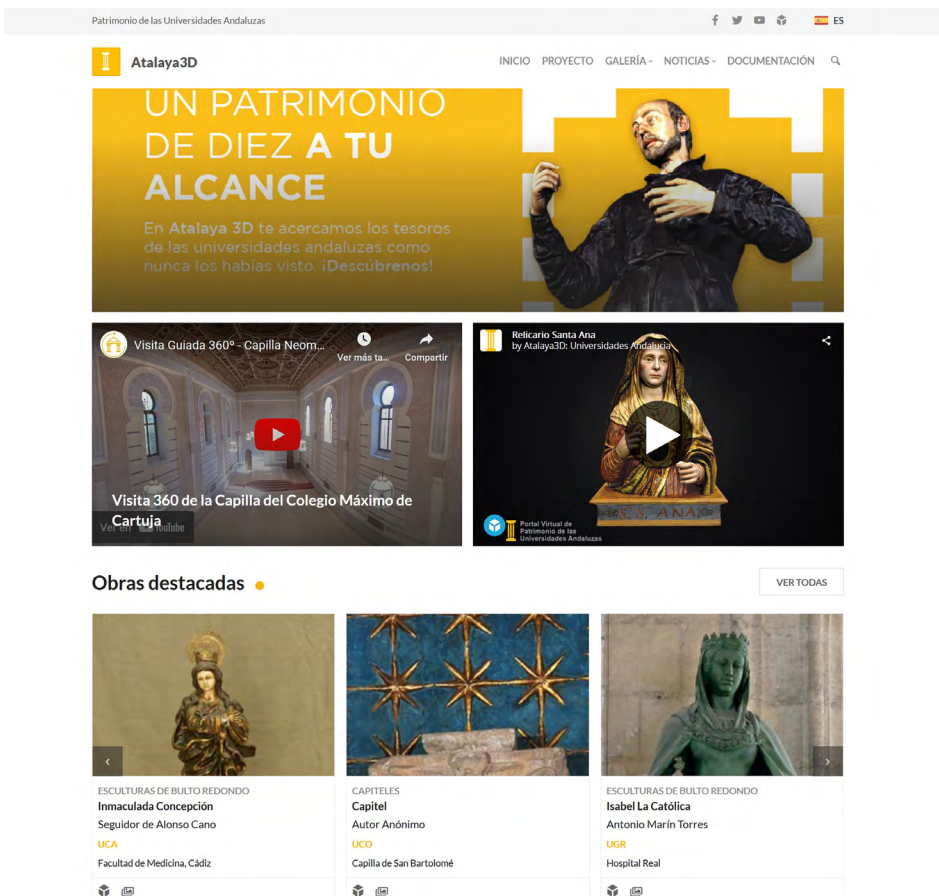 Patrimonio de las Universidades Andaluzas
ES
Atalaya3D
INICIO PROYECTO GALERÍA NOTICIAS DOCUMENTACIÓN
UN PATRIMONIO
DE DIEZ A TU
ALCANCE
En Atalaya 3D te acercamos los tesoros
de las universidades andaluzas como
nunca los habías visto. ¡Descúbrenos!
Visita Guiada 360º - Capilla Neom...
Ver más ta...
Compartir
Visita 360 de la Capilla del Colegio Máximo de
Cartuja
Ver en YouTube
Relicario Santa Ana
by Atalaya3D: Universidades Andalucía
S. S. ANA
Portal Virtual de
Patrimonio de las
Universidades Andaluzas
Obras destacadas
VER TODAS
ESCULTURAS DE BULTO REDONDO
Inmaculada Concepción
Seguidor de Alonso Cano
UCA
Facultad de Medicina, Cádiz
CAPITELES
Capitel
Autor Anónimo
UCO
Capilla de San Bartolomé
ESCULTURAS DE BULTO REDONDO
Isabel La Católica
Antonio Marín Torres
UGR
Hospital Real